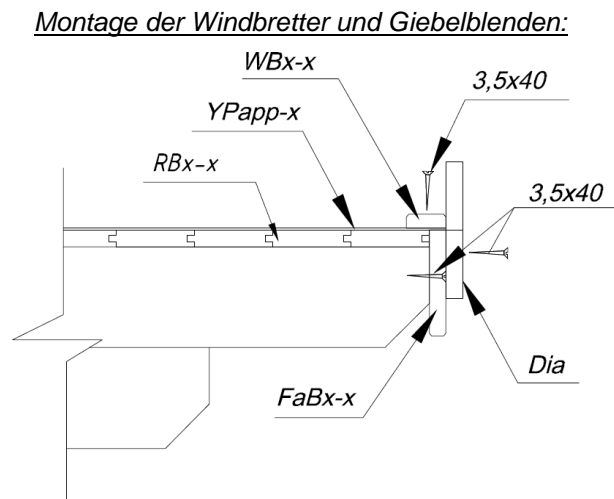 Montage der Windbretter und Giebelblenden:
WBx-x
3,5x40
YPapp-x
RBx-x
3,5x40
Dia
FaBx-x